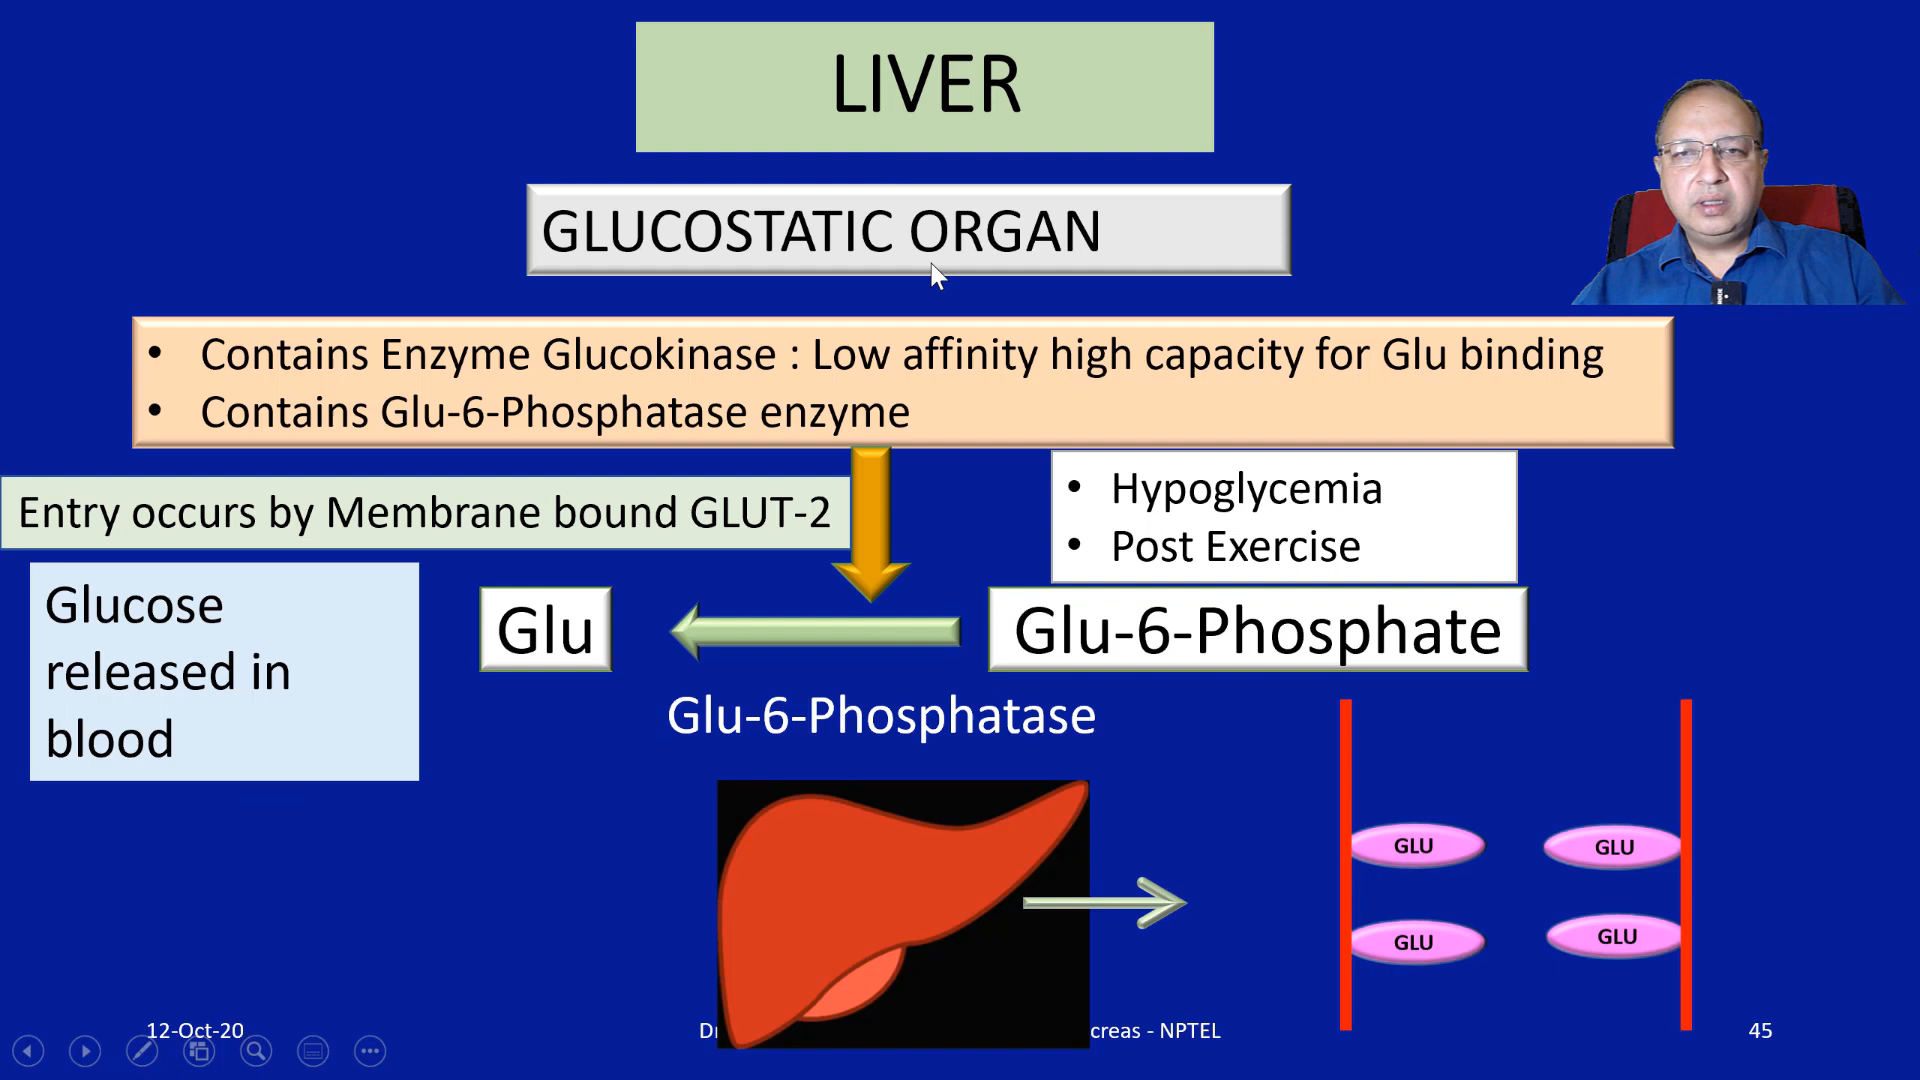 LIVER
GLUCOSTATIC ORGAN
• Contains Enzyme Glucokinase : Low affinity high capacity for Glu binding
• Contains Glu-6-Phosphatase enzyme
Entry occurs by Membrane bound GLUT-2
• Hypoglycemia
• Post Exercise
Glucose
released in
blood
Glu
Glu-6-Phosphate
Glu-6-Phosphatase
GLU
GLU
GLU
GLU
12-Oct-20
creas - NPTEL
45